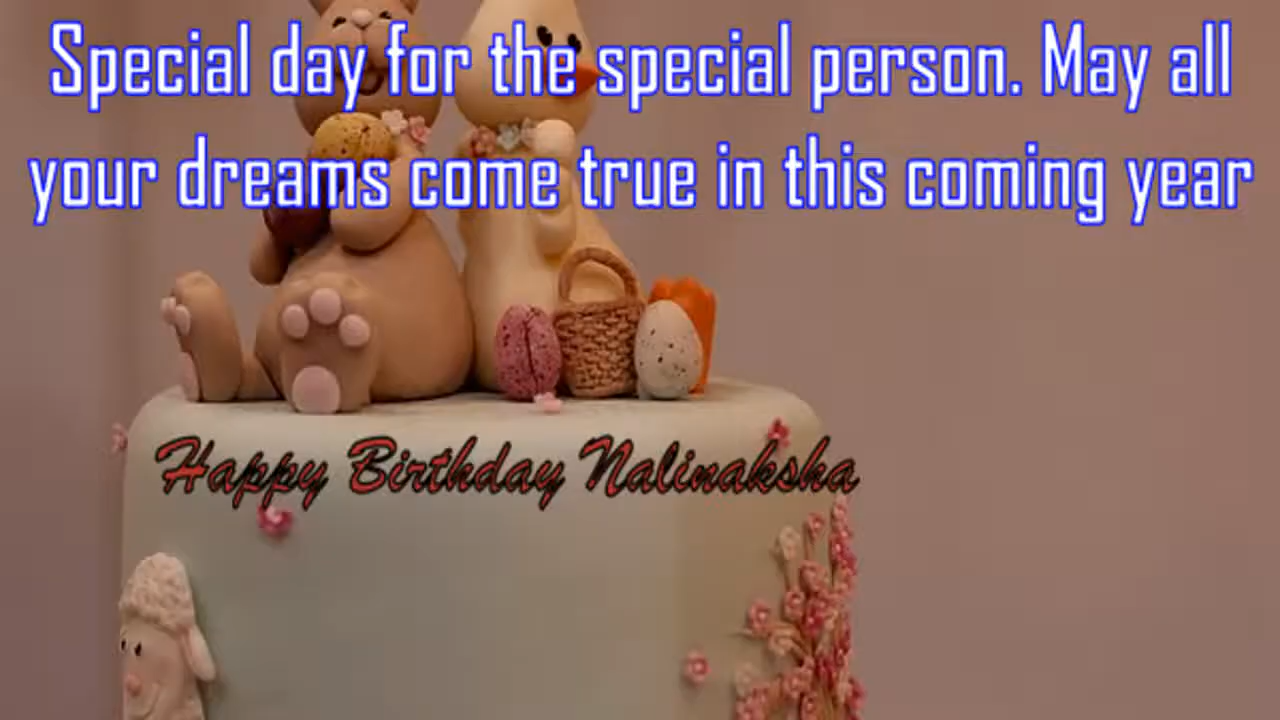 Special day for the special person. May all
your dreams come true in this coming year
Happy Birthday Nalinaksha